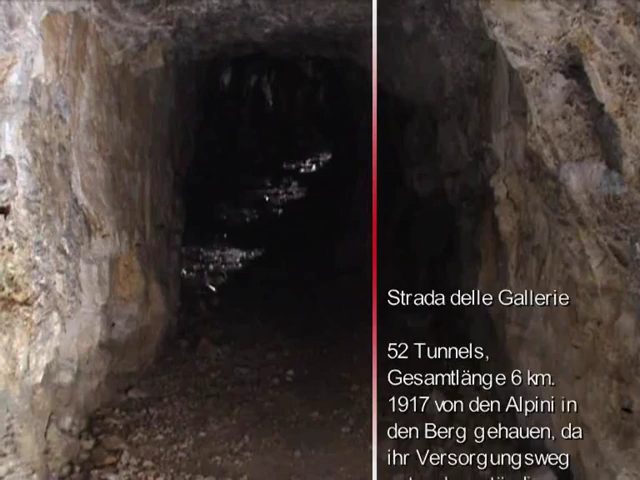 Strada delle Gallerie
52 Tunnels,
Gesamtlänge 6 km.
1917 von den Alpini in
den Berg gehauen, da
ihr Versorgungsweg